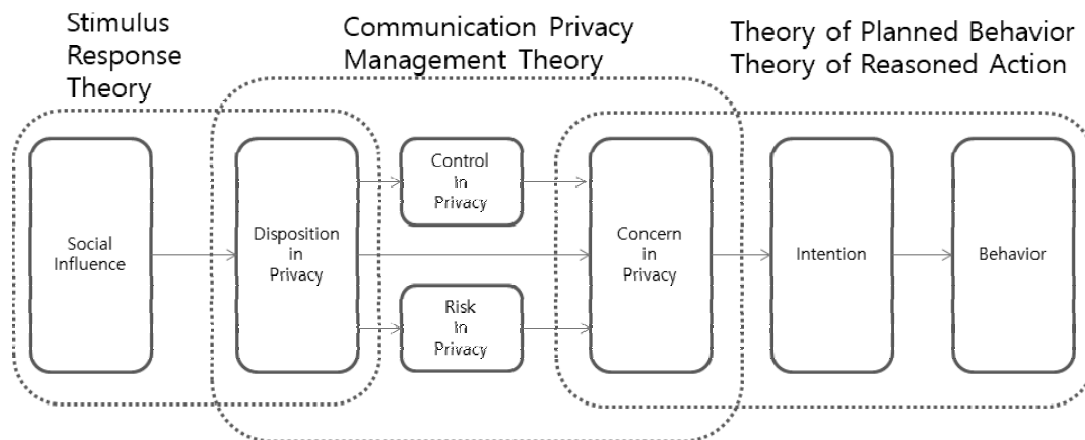 Stimulus
Response
Theory
Communication Privacy
Management Theory
Theory of Planned Behavior
Theory of Reasoned Action
Social
Influence
Disposition
in
Privacy
Control
In
Privacy
Risk
In
Privacy
Concern
in
Privacy
Intention
Behavior